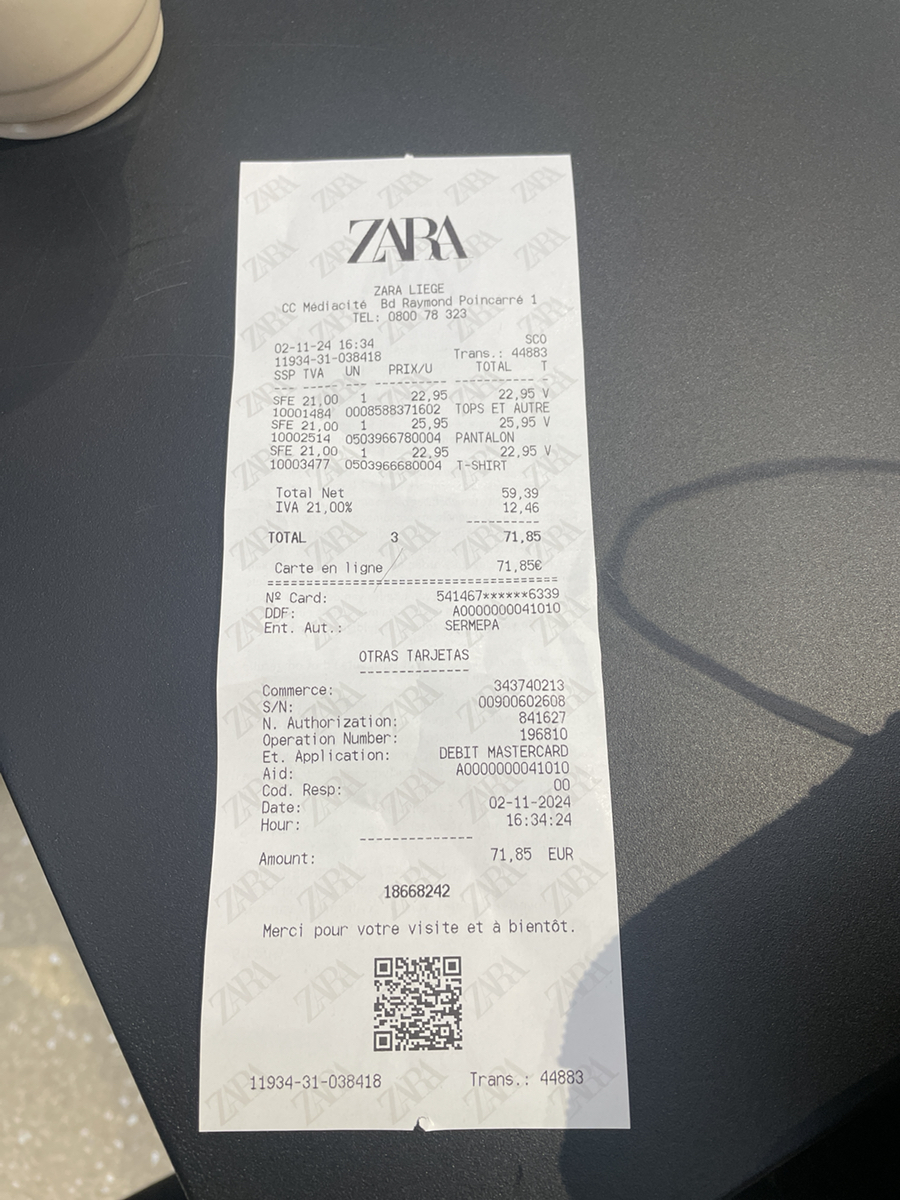 ZARA
ZARA LIEGE
CC Médiacité Bd Raymond Poincarré 1
TEL: 0800 78 323
SCO
02-11-24 16:34
11934-31-038418 Trans.: 44883
SSP TVA UN PRIX/U TOTAL T
SFE 21,00 1 22,95 22,95 V
10001484 0008588371602 TOPS ET AUTRE
SFE 21,00 1 25,95 25,95 V
10002514 0503966780004 PANTALON
SFE 21,00 1 22,95 22,95 V
10003477 0503966680004 T-SHIRT
Total Net 59,39
IVA 21,00% 12,46
TOTAL 3 71,85
Carte en ligne 71,85€
Nº Card: 541467******6339
DDF: A0000000041010
Ent. Aut.: SERMEPA
OTRAS TARJETAS
Commerce: 343740213
S/N: 00900602608
N. Authorization: 841627
Operation Number: 196810
Et. Application: DEBIT MASTERCARD
Aid: A0000000041010
Cod. Resp: 00
Date: 02-11-2024
Hour: 16:34:24
Amount: 71,85 EUR
18668242
Merci pour votre visite et à bientôt.
11934-31-038418 Trans.: 44883